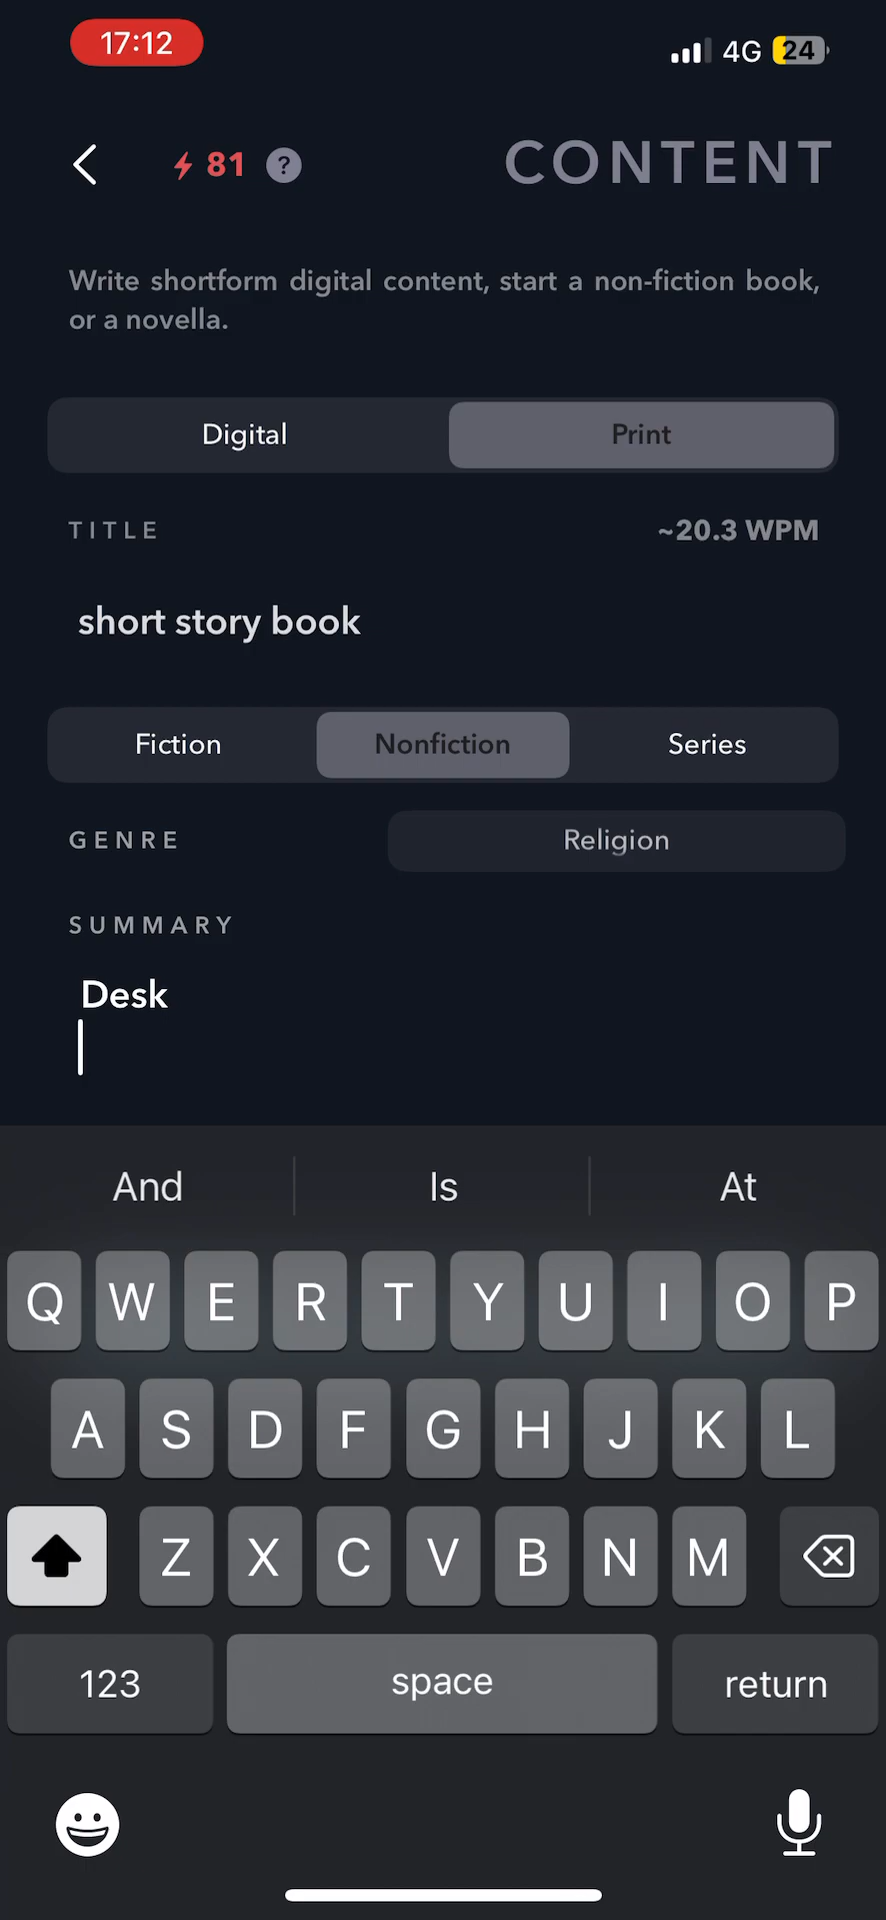 17:12
4G 24
81 ? CONTENT
Write shortform digital content, start a non-fiction book,
or a novella.
Digital Print
TITLE ~20.3 WPM
short story book
Fiction Nonfiction Series
GENRE Religion
SUMMARY
Desk
And Is At
Q W E R T Y U I O P
A S D F G H J K L
Z X C V B N M
123 space return